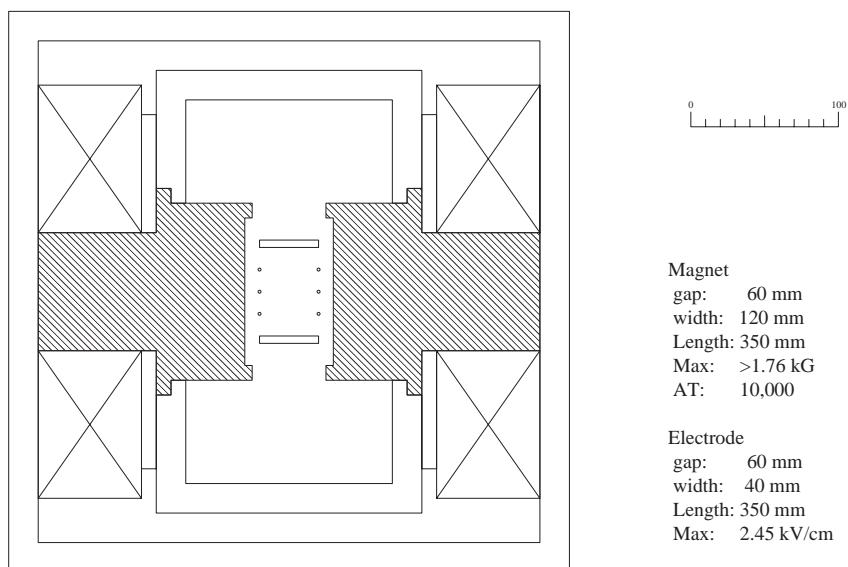 0 100
Magnet
gap: 60 mm
width: 120 mm
Length: 350 mm
Max: >1.76 kG
AT: 10,000
Electrode
gap: 60 mm
width: 40 mm
Length: 350 mm
Max: 2.45 kV/cm